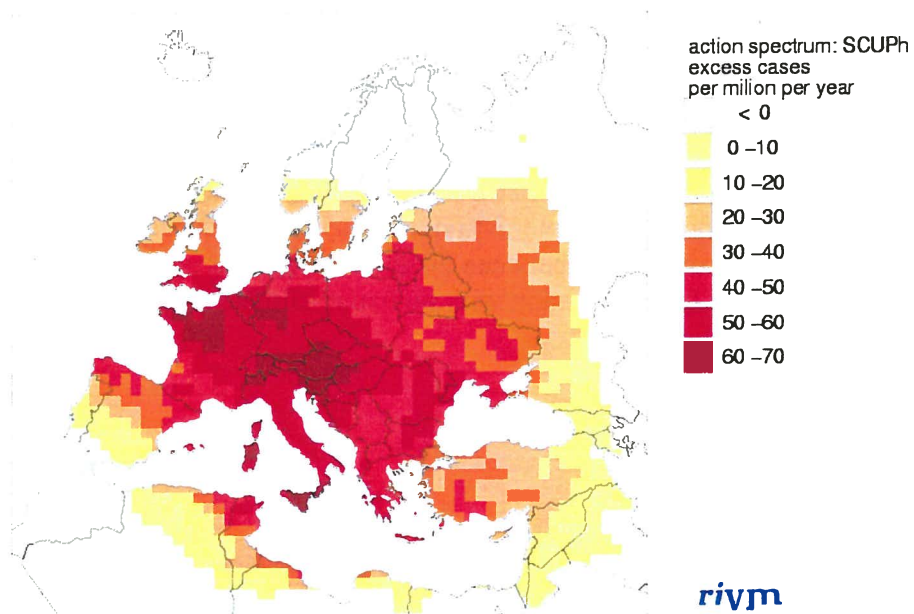 action spectrum: SCUPh
excess cases
per milion per year
< 0
0 –10
10 –20
20 –30
30 –40
40 –50
50 –60
60 –70
rivm